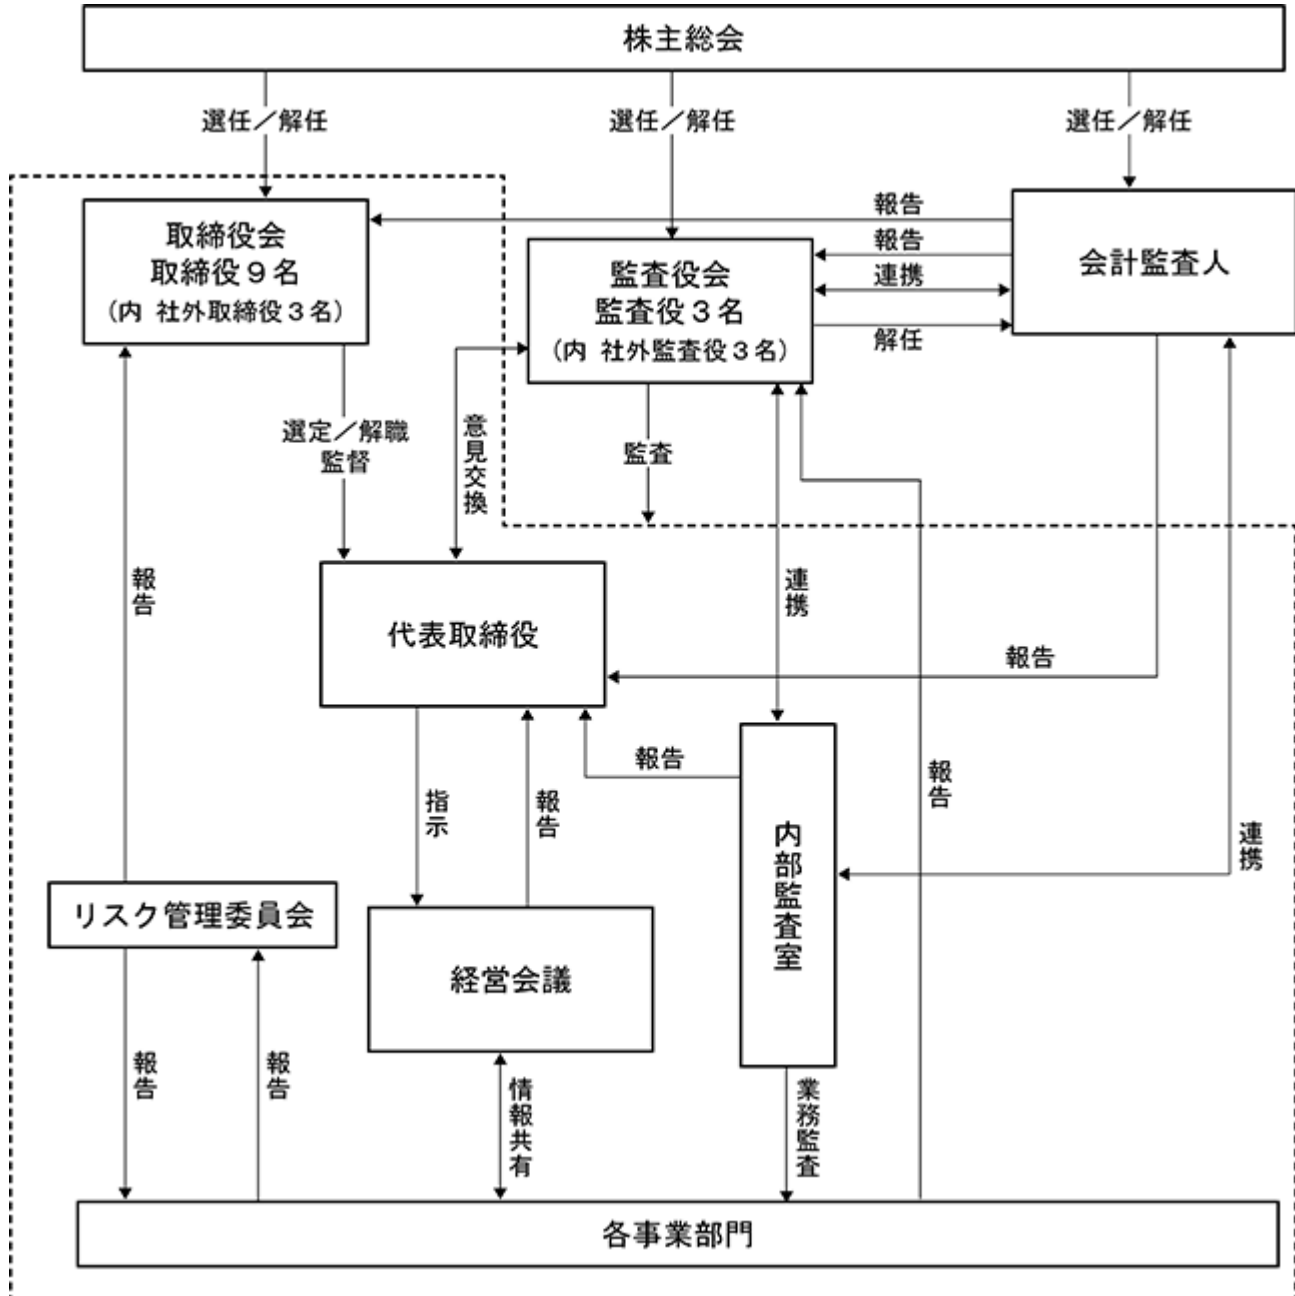 株主総会
選任／解任
選任／解任
選任／解任
取締役会
取締役９名
（内 社外取締役３名）
監査役会
監査役３名
（内 社外監査役３名）
会計監査人
報告
報告
連携
解任
選定／解職
監督
意見交換
監査
報告
代表取締役
連携
報告
報告
指示
報告
報告
連携
内部監査室
リスク管理委員会
経営会議
報告
報告
情報共有
業務監査
各事業部門